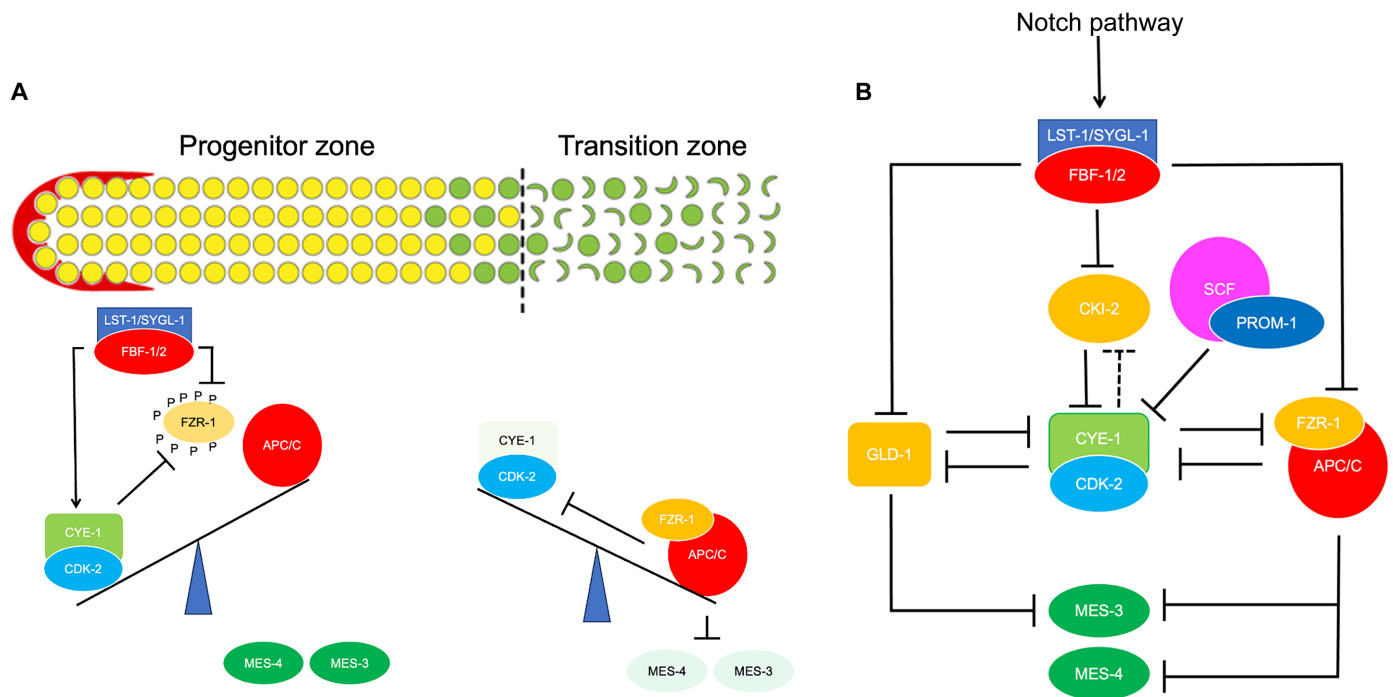 A
Progenitor zone
Transition zone
LST-1/SYGL-1
FBF-1/2
P P P P P
P
FZR-1
P
P P P P
APC/C
CYE-1
CDK-2
MES-4
MES-3
CYE-1
CDK-2
FZR-1
APC/C
MES-4
MES-3
B
Notch pathway
LST-1/SYGL-1
FBF-1/2
CKI-2
SCF
PROM-1
GLD-1
CYE-1
CDK-2
FZR-1
APC/C
MES-3
MES-4